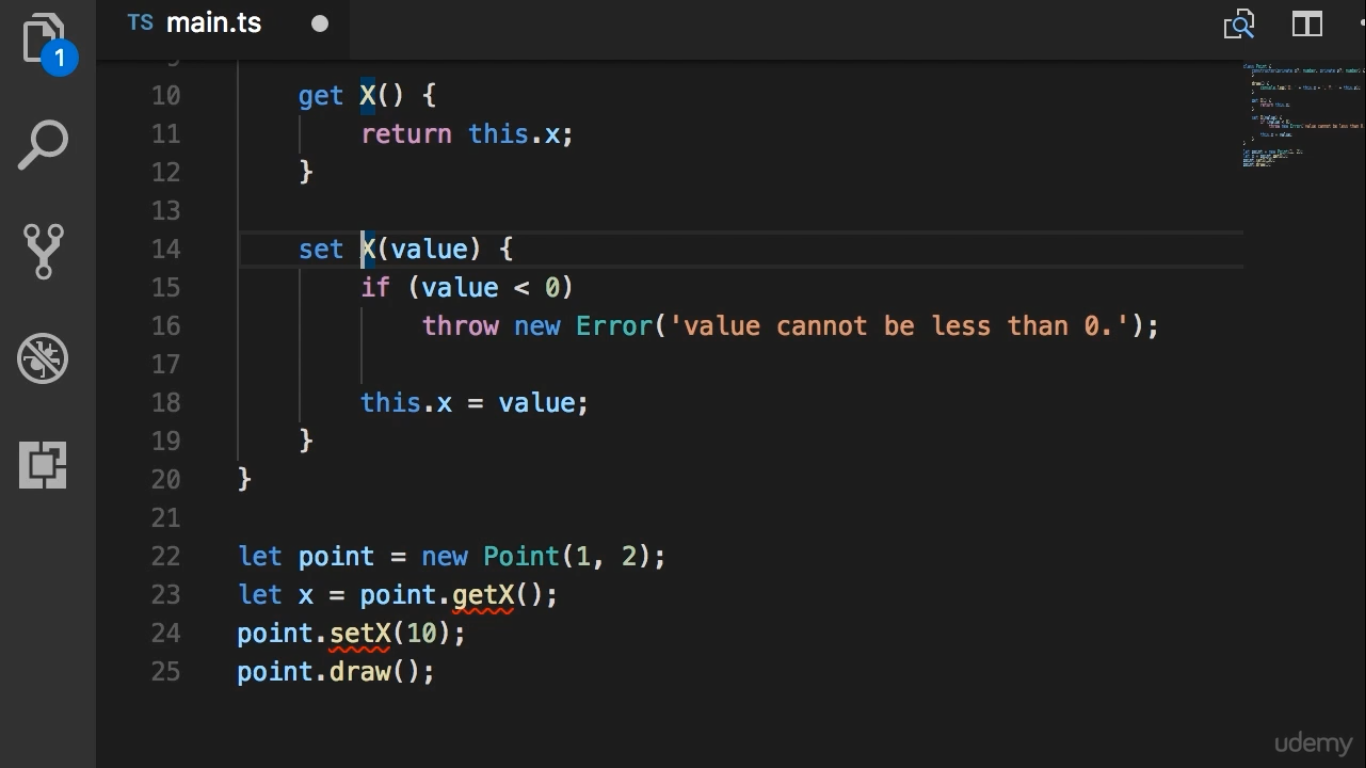 TS main.ts
1
9
10 get X() {
11 return this.x;
12 }
13
14 set X(value) {
15 if (value < 0)
16 throw new Error('value cannot be less than 0.');
17
18 this.x = value;
19 }
20 }
21
22 let point = new Point(1, 2);
23 let x = point.getX();
24 point.setX(10);
25 point.draw();
udemy